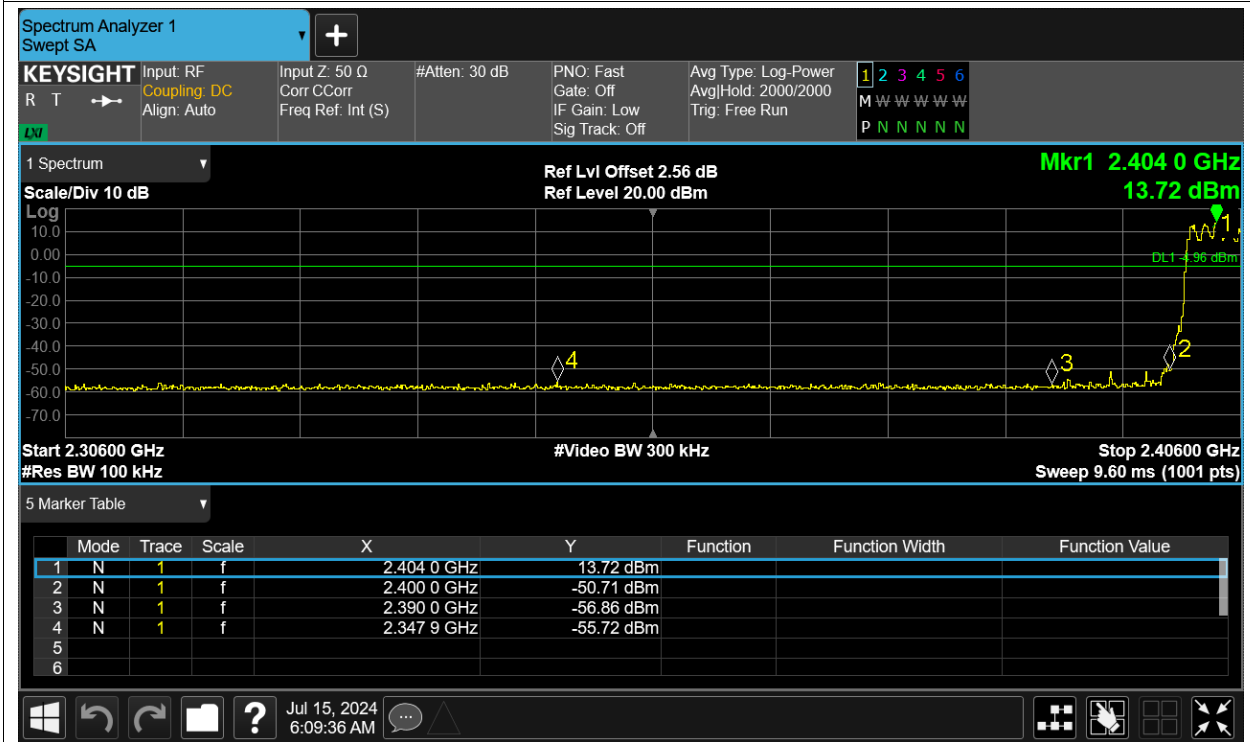 Spectrum Analyzer 1
Swept SA
+
KEYSIGHT Input: RF Input Z: 50 Ω #Atten: 30 dB PNO: Fast Avg Type: Log-Power 1 2 3 4 5 6
R T Coupling: DC Corr CCorr Gate: Off Avg|Hold: 2000/2000 M W W W W W
Align: Auto Freq Ref: Int (S) IF Gain: Low Trig: Free Run
LXI Sig Track: Off P N N N N N
1 Spectrum Ref Lvl Offset 2.56 dB Mkr1 2.404 0 GHz
Scale/Div 10 dB Ref Level 20.00 dBm 13.72 dBm
Log
1
10.0
0.00
DL1 -4.96 dBm
-10.0
-20.0
-30.0
-40.0
2
4
3
-50.0
-60.0
-70.0
Start 2.30600 GHz #Video BW 300 kHz Stop 2.40600 GHz
#Res BW 100 kHz Sweep 9.60 ms (1001 pts)
5 Marker Table
Mode Trace Scale X Y Function Function Width Function Value
1 N 1 f 2.404 0 GHz 13.72 dBm
2 N 1 f 2.400 0 GHz -50.71 dBm
3 N 1 f 2.390 0 GHz -56.86 dBm
4 N 1 f 2.347 9 GHz -55.72 dBm
5
6
? Jul 15, 2024
6:09:36 AM